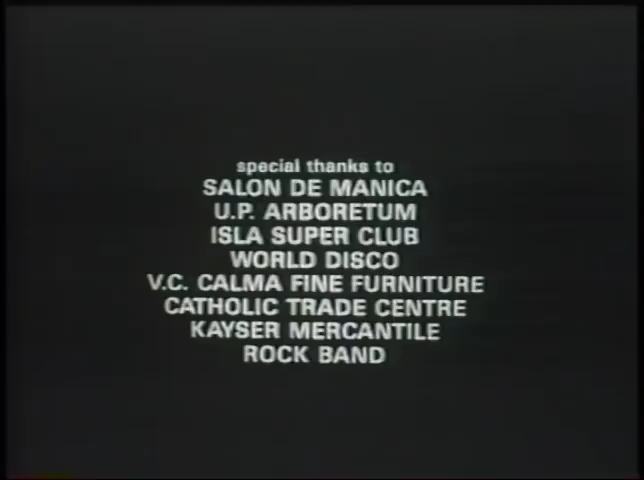 special thanks to
SALON DE MANICA
U.P. ARBORETUM
ISLA SUPER CLUB
WORLD DISCO
V.C. CALMA FINE FURNITURE
CATHOLIC TRADE CENTRE
KAYSER MERCANTILE
ROCK BAND